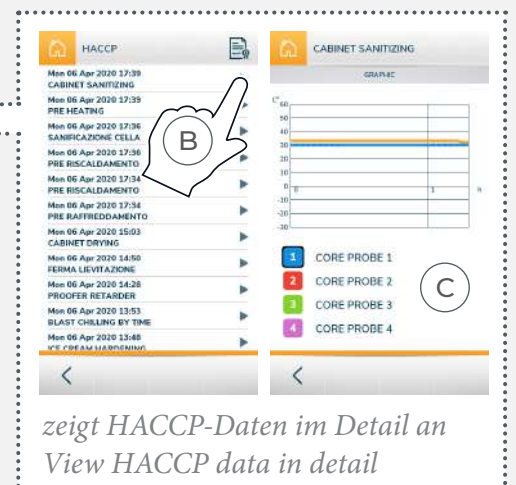 HACCP
Mon 06 Apr 2020 17:39
CABINET SANITIZING
Mon 06 Apr 2020 17:39
PRE HEATING
Mon 06 Apr 2020 17:36
SANIFICAZIONE CELLA
Mon 06 Apr 2020 17:36
PRE RISCALDAMENTO
Mon 06 Apr 2020 17:34
PRE RISCALDAMENTO
Mon 06 Apr 2020 17:34
PRE RAFFREDDAMENTO
Mon 06 Apr 2020 15:03
CABINET DRYING
Mon 06 Apr 2020 14:50
FERMA LIEVITAZIONE
Mon 06 Apr 2020 14:28
PROOFER RETARDER
Mon 06 Apr 2020 13:53
BLAST CHILLING BY TIME
Mon 06 Apr 2020 13:48
ICE CREAM HARDENING
B
CABINET SANITIZING
GRAPHIC
C°
60
50
40
30
20
10
0
-10
-20
-30
0
1
1 CORE PROBE 1
2 CORE PROBE 2
3 CORE PROBE 3
4 CORE PROBE 4
C
zeigt HACCP-Daten im Detail an
View HACCP data in detail